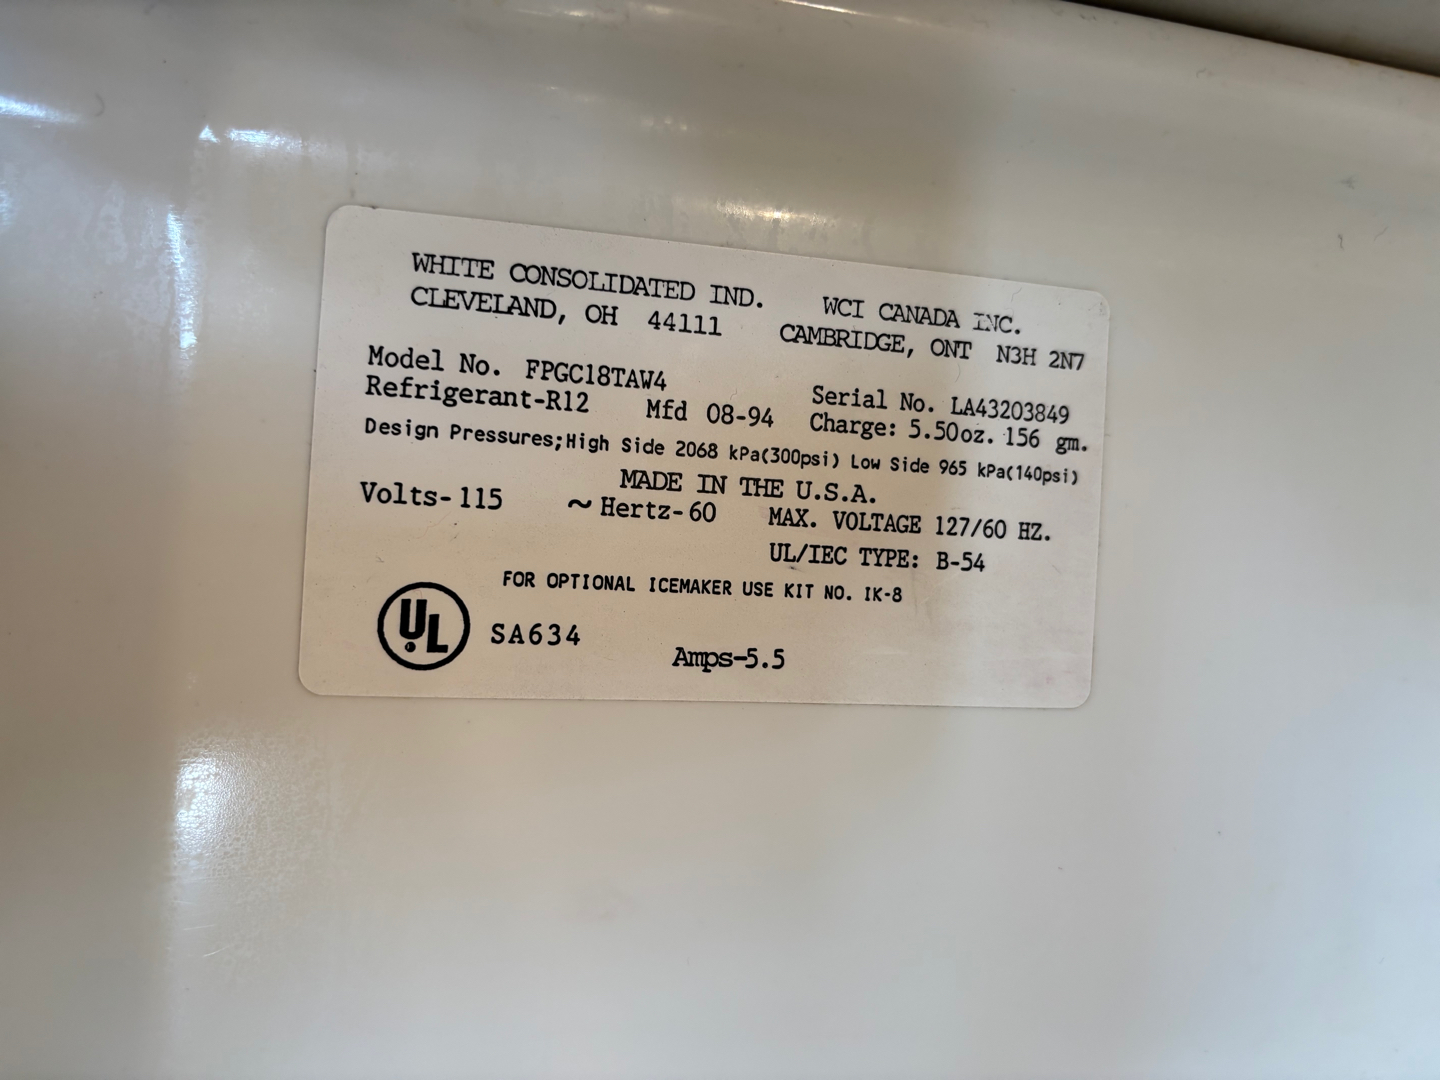 WHITE CONSOLIDATED IND. WCI CANADA INC.
CLEVELAND, OH 44111 CAMBRIDGE, ONT N3H 2N7
Model No. FPGC18TAW4 Serial No. LA43203849
Refrigerant-R12 Mfd 08-94 Charge: 5.50oz. 156 gm.
Design Pressures;High Side 2068 kPa(300psi) Low Side 965 kPa(140psi)
MADE IN THE U.S.A.
Volts-115 ~Hertz-60 MAX. VOLTAGE 127/60 HZ.
UL/IEC TYPE: B-54
FOR OPTIONAL ICEMAKER USE KIT NO. IK-8
UL SA634
Amps-5.5